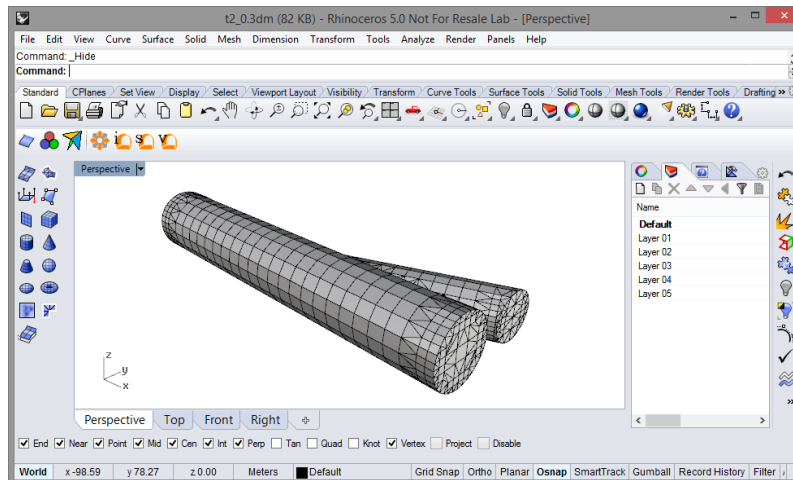 t2_0.3dm (82 KB) - Rhinoceros 5.0 Not For Resale Lab - [Perspective]
File Edit View Curve Surface Solid Mesh Dimension Transform Tools Analyze Render Panels Help
Command: _Hide
Command:
Standard CPlanes Set View Display Select Viewport Layout Visibility Transform Curve Tools Surface Tools Solid Tools Mesh Tools Render Tools Drafting »
Perspective
Name
Default
Layer 01
Layer 02
Layer 03
Layer 04
Layer 05
z
y
x
Perspective Top Front Right
End Near Point Mid Cen Int Perp Tan Quad Knot Vertex Project Disable
World x -98.59 y 78.27 z 0.00 Meters Default Grid Snap Ortho Planar Osnap SmartTrack Gumball Record History Filter